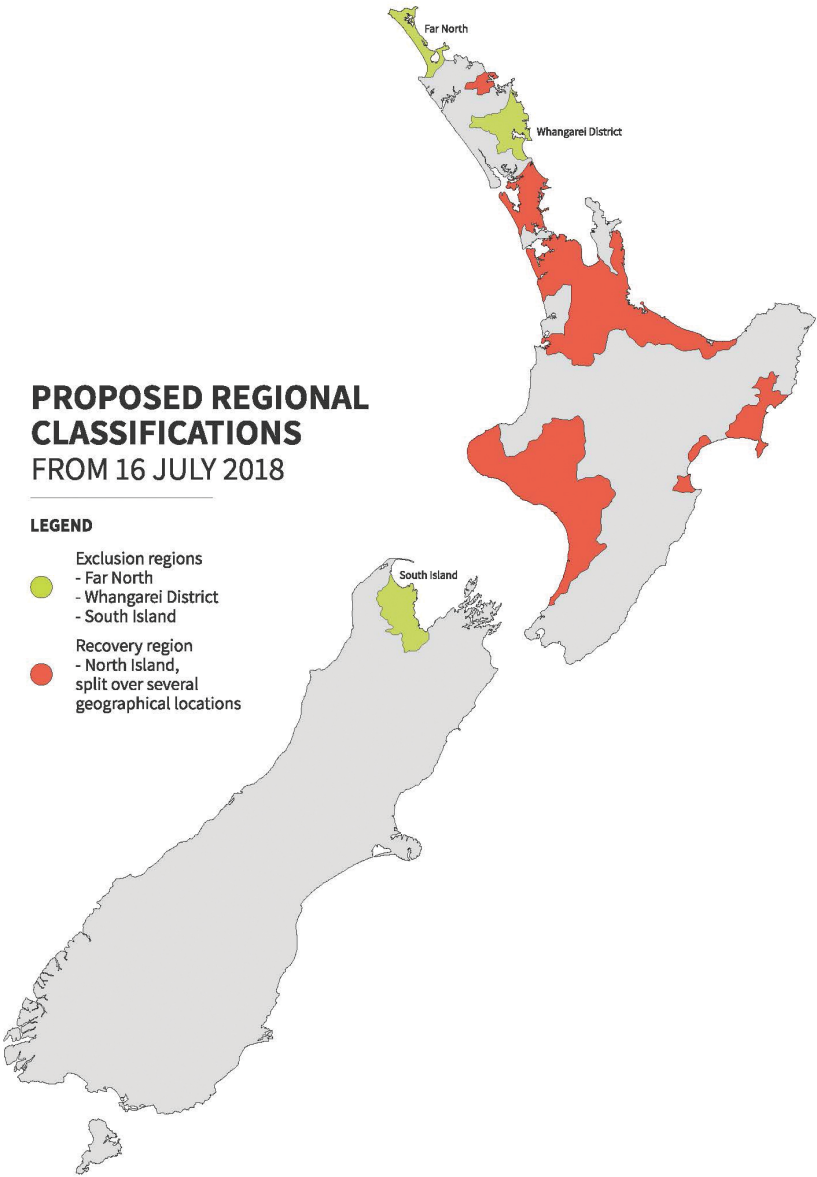 Far North
Whangarei District
PROPOSED REGIONAL
CLASSIFICATIONS
FROM 16 JULY 2018
LEGEND
Exclusion regions
- Far North
- Whangarei District
- South Island
Recovery region
- North Island,
split over several
geographical locations
South Island